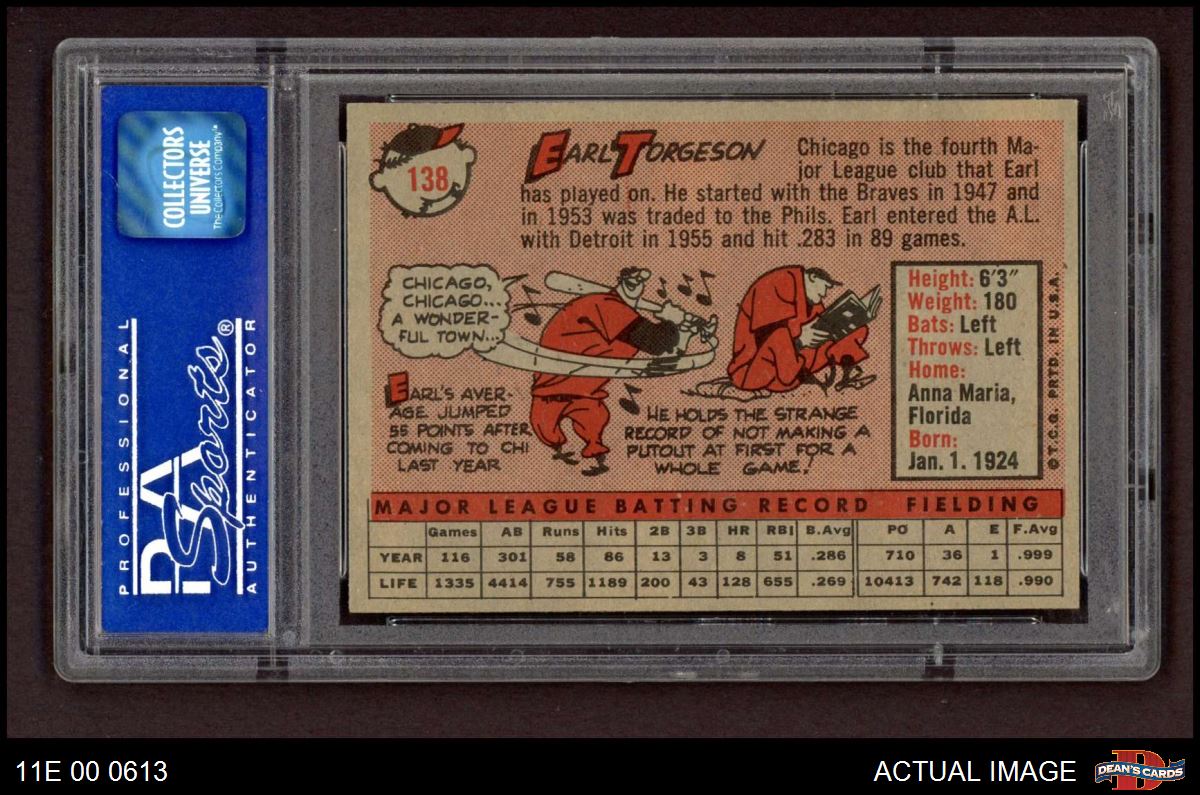 COLLECTORS
UNIVERSE
The Collectors Company™
PROFESSIONAL
PSA
Sports®
AUTHENTICATOR
138
EARL TORGESON
Chicago is the fourth Ma-
jor League club that Earl
has played on. He started with the Braves in 1947 and
in 1953 was traded to the Phils. Earl entered the A.L.
with Detroit in 1955 and hit .283 in 89 games.
CHICAGO,
CHICAGO...
A WONDER-
FUL TOWN...
EARL'S AVER-
AGE JUMPED
55 POINTS AFTER
COMING TO CHI
LAST YEAR
HE HOLDS THE STRANGE
RECORD OF NOT MAKING A
PUTOUT AT FIRST FOR A
WHOLE GAME!
Height: 6'3"
Weight: 180
Bats: Left
Throws: Left
Home:
Anna Maria,
Florida
Born:
Jan. 1. 1924
© T.C.G. PRTD. IN U.S.A.
MAJOR LEAGUE BATTING RECORD FIELDING
Games AB Runs Hits 2B 3B HR RBI B.Avg PO A E F.Avg
YEAR 116 301 58 86 13 3 8 51 .286 710 36 1 .999
LIFE 1335 4414 755 1189 200 43 128 655 .269 10413 742 118 .990
11E 00 0613
ACTUAL IMAGE
DEAN'S CARDS